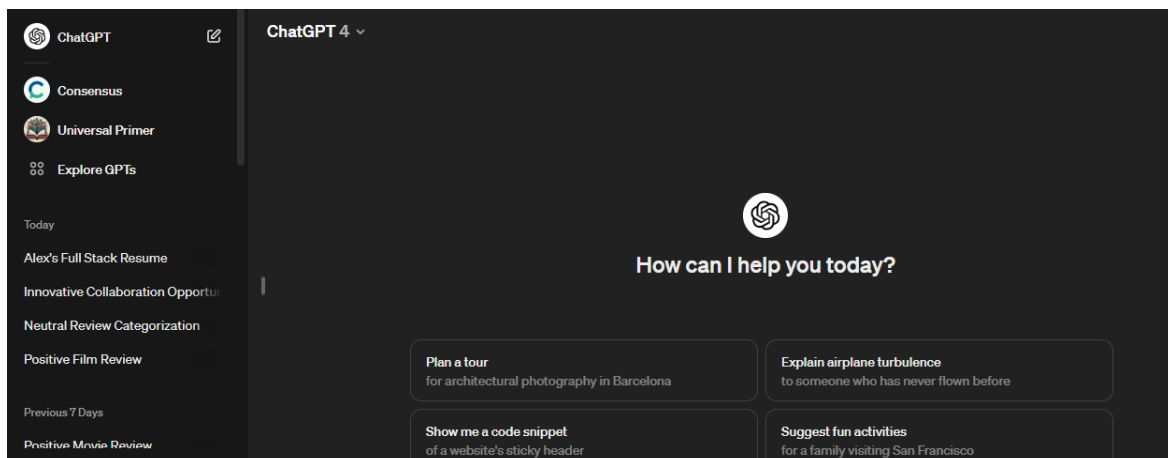 ChatGPT
Consensus
Universal Primer
Explore GPTs
Today
Alex's Full Stack Resume
Innovative Collaboration
Neutral Review Categorization
Positive Film Review
Previous 7 Days
Positive Movie Review
ChatGPT 4
How can I help you today?
Plan a tour
for architectural photography in Barcelona
Explain airplane turbulence
to someone who has never flown before
Show me a code snippet
of a website's sticky header
Suggest fun activities
for a family visiting San Francisco